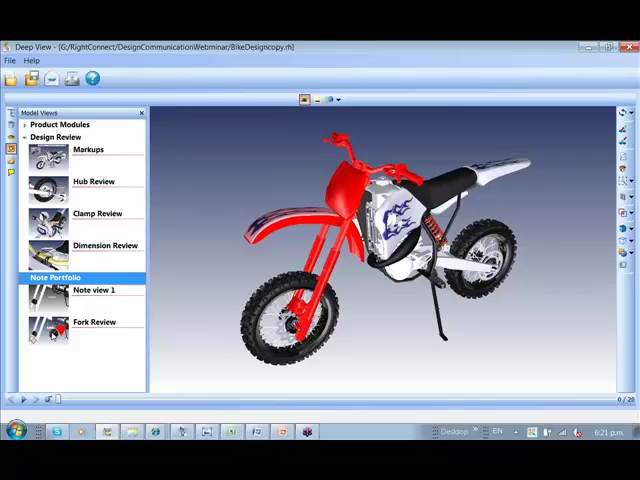 Deep View - [G:/RightConnect/DesignCommunicationWebminar/BikeDesigncopy.rh]
File Help
Model Views
Product Modules
Design Review
Markups
Hub Review
Clamp Review
Dimension Review
Note Portfolio
Note view 1
Fork Review
0 / 20
Desktop
EN
6:21 p.m.